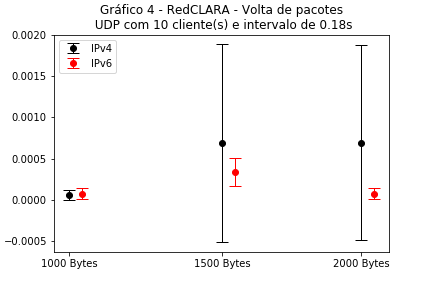 Gráfico 4 - RedCLARA - Volta de pacotes
UDP com 10 cliente(s) e intervalo de 0.18s
0.0020
IPv4
IPv6
0.0015
0.0010
0.0005
0.0000
−0.0005
1000 Bytes
1500 Bytes
2000 Bytes